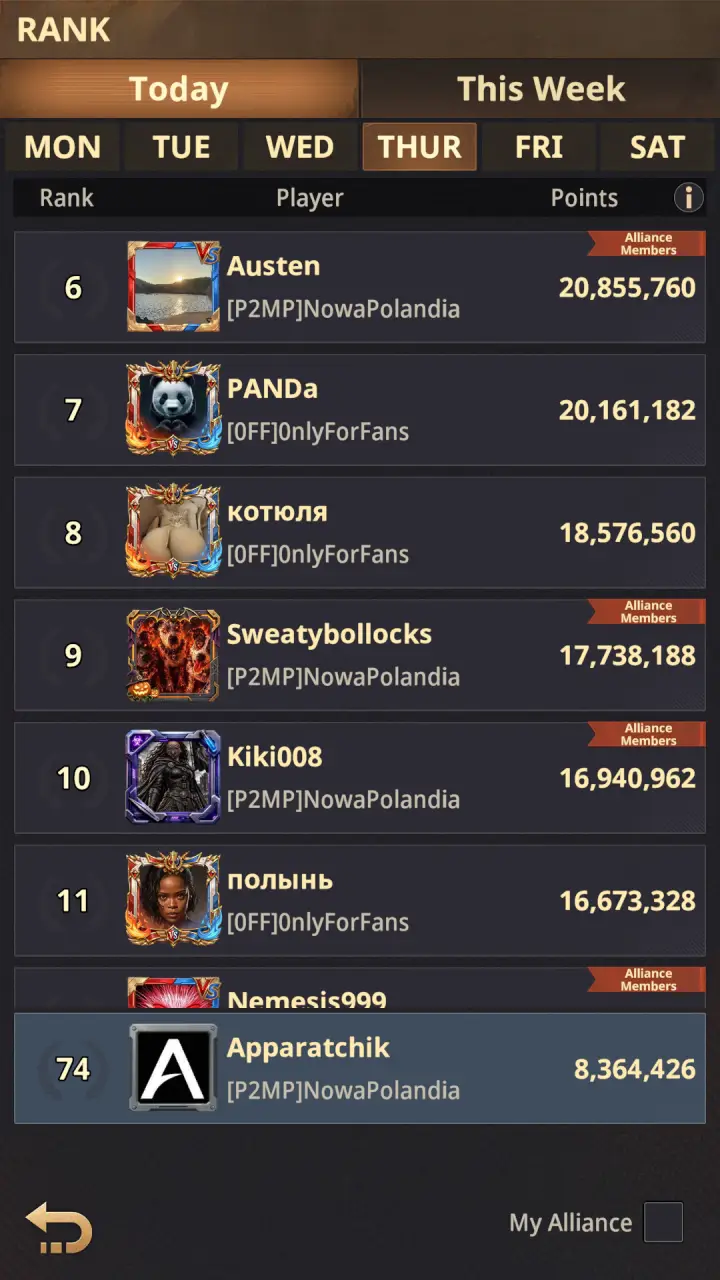 RANK
Today
This Week
MON
TUE
WED
THUR
FRI
SAT
Rank
Player
Points
i
Alliance
Members
6
Austen
[P2MP]NowaPolandia
20,855,760
7
PANDa
[0FF]0nlyForFans
20,161,182
8
котюля
[0FF]0nlyForFans
18,576,560
Alliance
Members
9
Sweatybollocks
[P2MP]NowaPolandia
17,738,188
Alliance
Members
10
Kiki008
[P2MP]NowaPolandia
16,940,962
11
полынь
[0FF]0nlyForFans
16,673,328
Alliance
Members
Nemesis999
74
Apparatchik
[P2MP]NowaPolandia
8,364,426
My Alliance